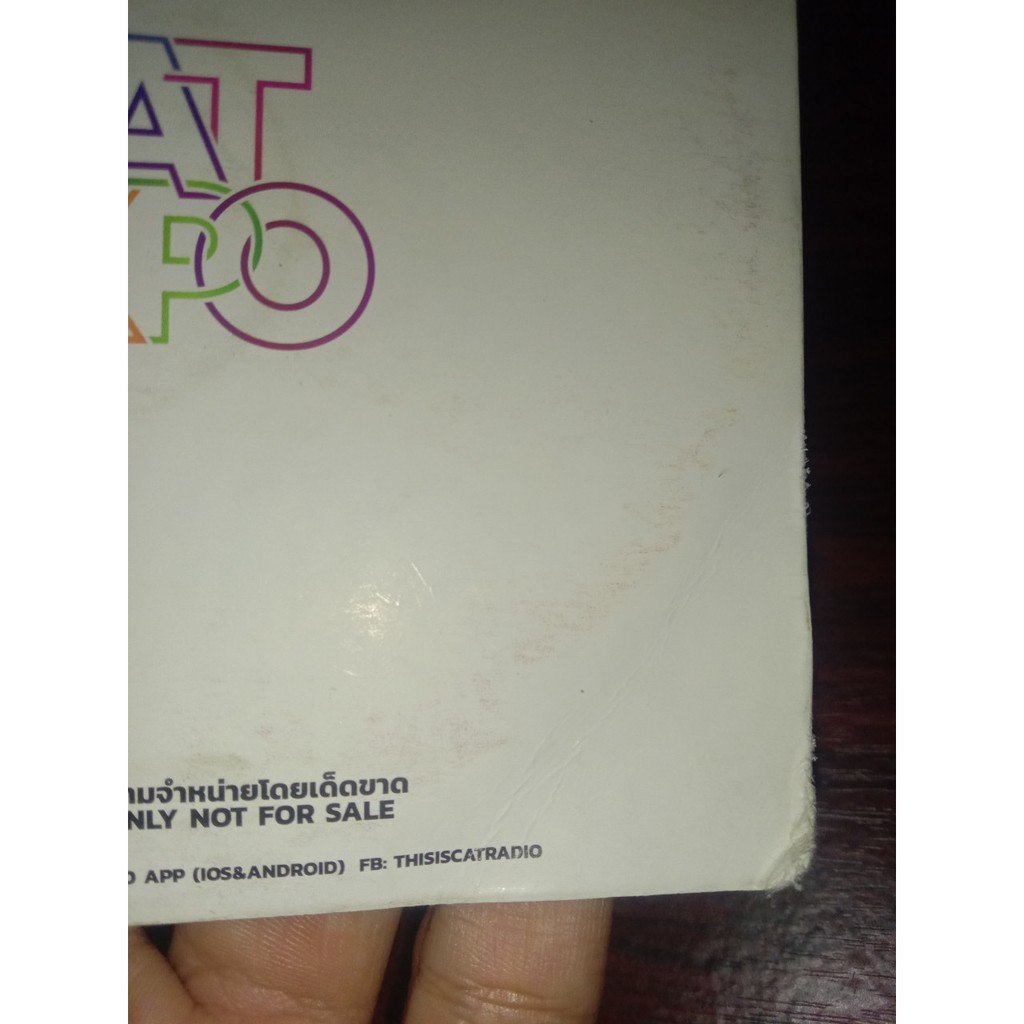 AT
XPO
ามจำหน่ายโดยเด็ดขาด
NLY NOT FOR SALE
APP (IOS&ANDROID) FB: THISISCATRADIO